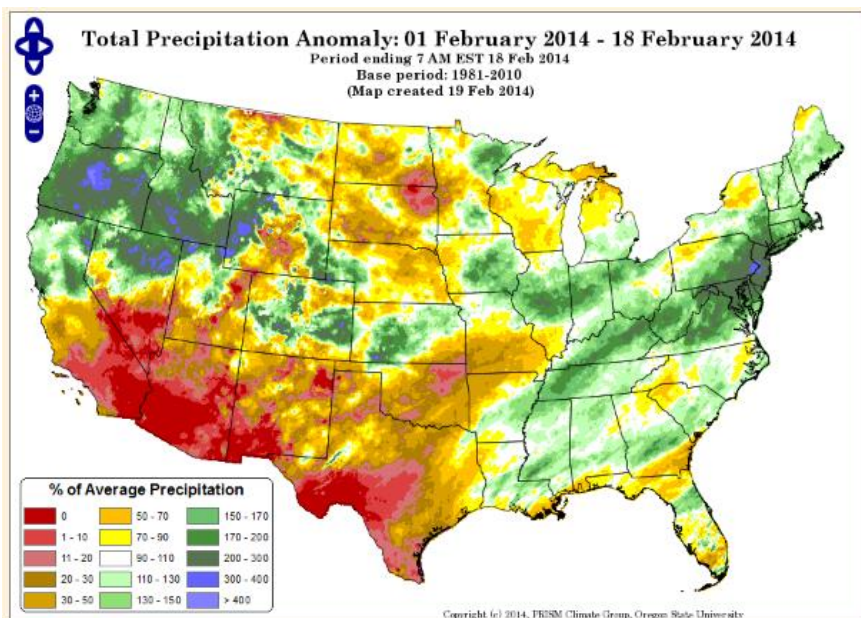 Total Precipitation Anomaly: 01 February 2014 - 18 February 2014
Period ending 7 AM EST 18 Feb 2014
Base period: 1981-2010
(Map created 19 Feb 2014)
% of Average Precipitation
0 50 - 70 150 - 170
1 - 10 70 - 90 170 - 200
11 - 20 90 - 110 200 - 300
20 - 30 110 - 130 300 - 400
30 - 50 130 - 150 > 400
Copyright (c) 2014, PRISM Climate Group, Oregon State University